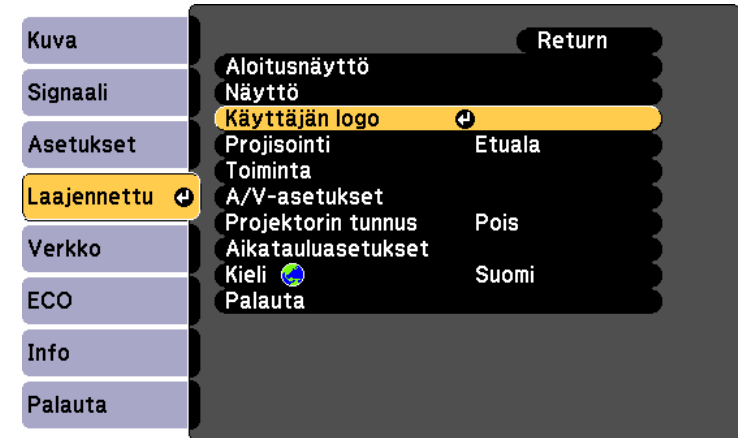 Kuva
Signaali
Asetukset
Laajennettu
Verkko
ECO
Info
Palauta
Return
Aloitusnäyttö
Näyttö
Käyttäjän logo
Projisointi Etuala
Toiminta
A/V-asetukset
Projektorin tunnus Pois
Aikatauluasetukset
Kieli Suomi
Palauta